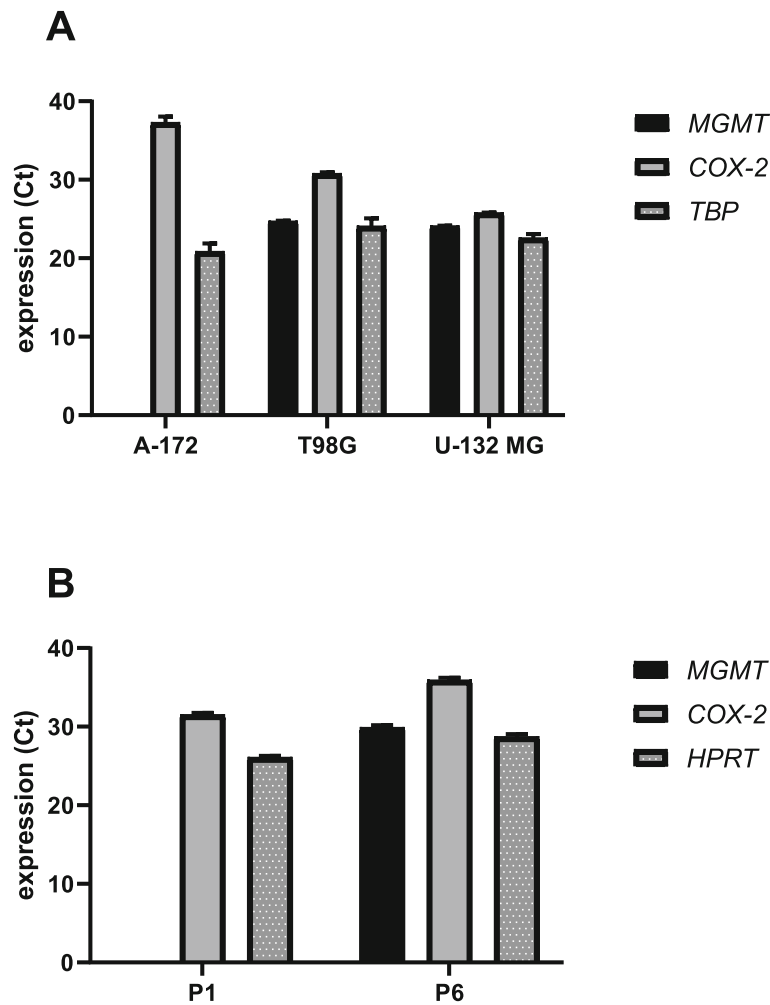 A
expression (Ct)
40
30
20
10
0
A-172
T98G
U-132 MG
MGMT
COX-2
TBP
B
expression (Ct)
40
30
20
10
0
P1
P6
MGMT
COX-2
HPRT